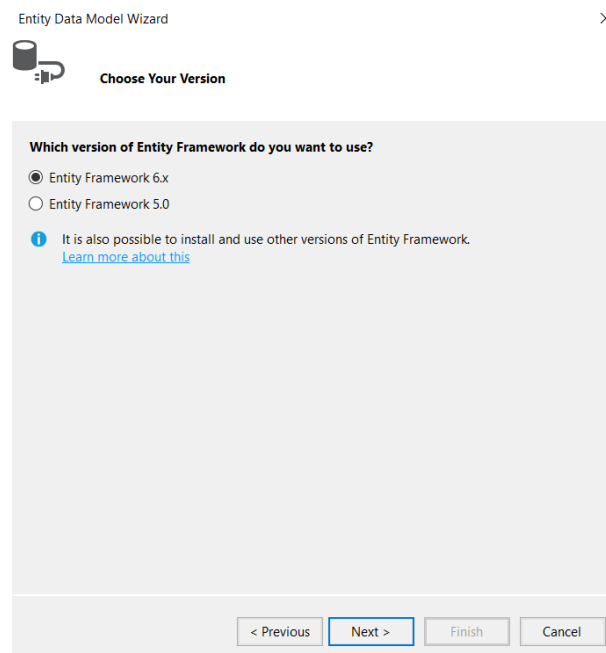 Entity Data Model Wizard
Choose Your Version
Which version of Entity Framework do you want to use?
Entity Framework 6.x
Entity Framework 5.0
It is also possible to install and use other versions of Entity Framework.
Learn more about this
< Previous
Next >
Finish
Cancel